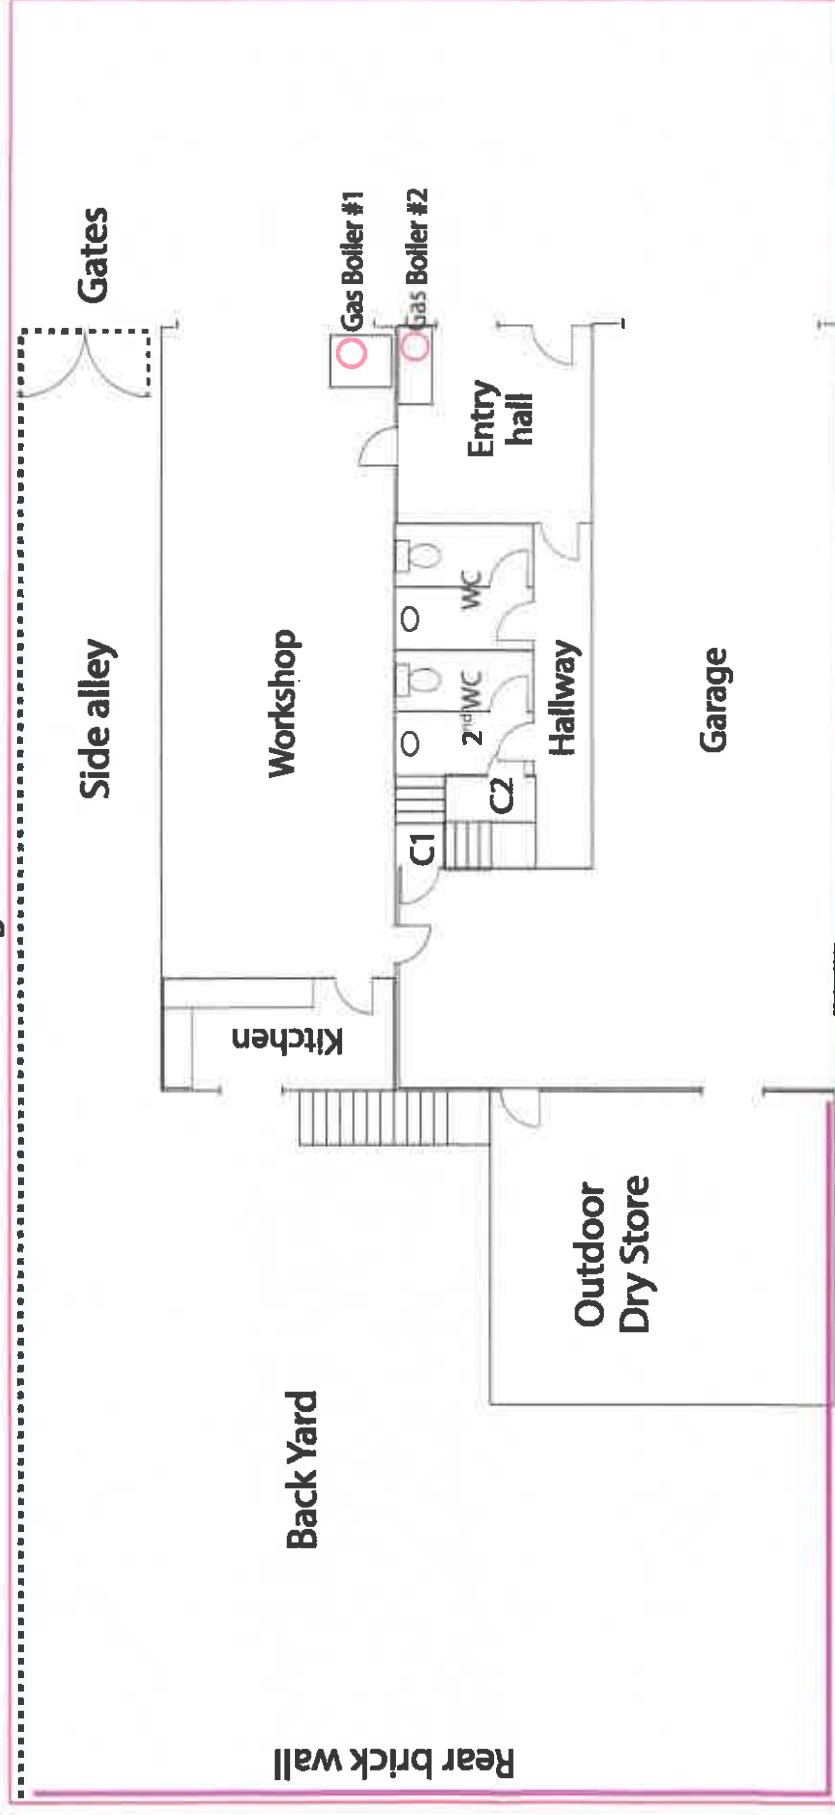 Gates
Side alley
Gas Boiler #1
Gas Boiler #2
Workshop
Entry
hall
WC
2nd WC
Hallway
C1
C2
Garage
Kitchen
Outdoor
Dry Store
Back Yard
Rear brick wall